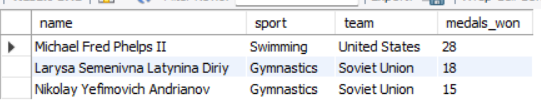 name sport team medals_won
Michael Fred Phelps II Swimming United States 28
Larysa Semenivna Latynina Diriy Gymnastics Soviet Union 18
Nikolay Yefimovich Andrianov Gymnastics Soviet Union 15